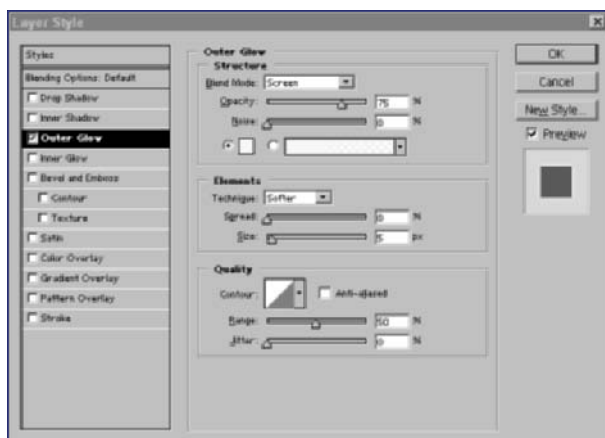 Layer Style
Styles
Blending Options: Default
Drop Shadow
Inner Shadow
Outer Glow
Inner Glow
Bevel and Emboss
Contour
Texture
Satin
Color Overlay
Gradient Overlay
Pattern Overlay
Stroke
Outer Glow
Structure
Blend Mode: Screen
Opacity: 75 %
Noise: 0 %
Elements
Technique: Softer
Spread: 0 %
Size: 5 px
Quality
Contour: Anti-aliased
Range: 50 %
Jitter: 0 %
OK
Cancel
New Style...
Preview